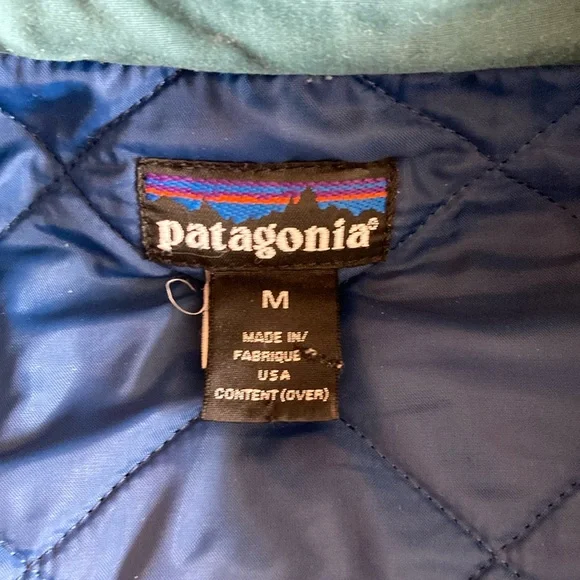 patagonia®
M
MADE IN/
FABRIQUE
USA
CONTENT (OVER)